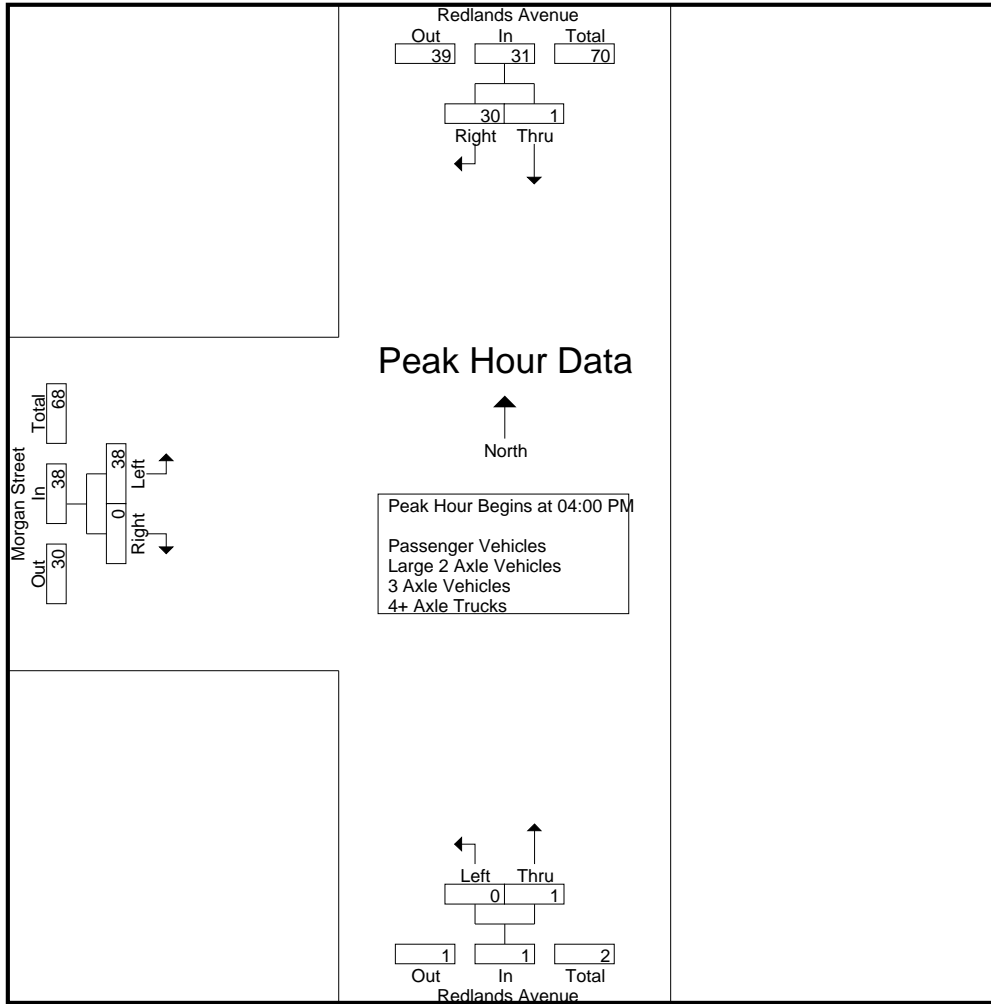 Redlands Avenue
Out In Total
39 31 70
30 1
Right Thru
Peak Hour Data
North
Morgan Street
Out In Total
30 38 68
0 38
Right Left
Peak Hour Begins at 04:00 PM
Passenger Vehicles
Large 2 Axle Vehicles
3 Axle Vehicles
4+ Axle Trucks
Left Thru
0 1
1 1 2
Out In Total
Redlands Avenue